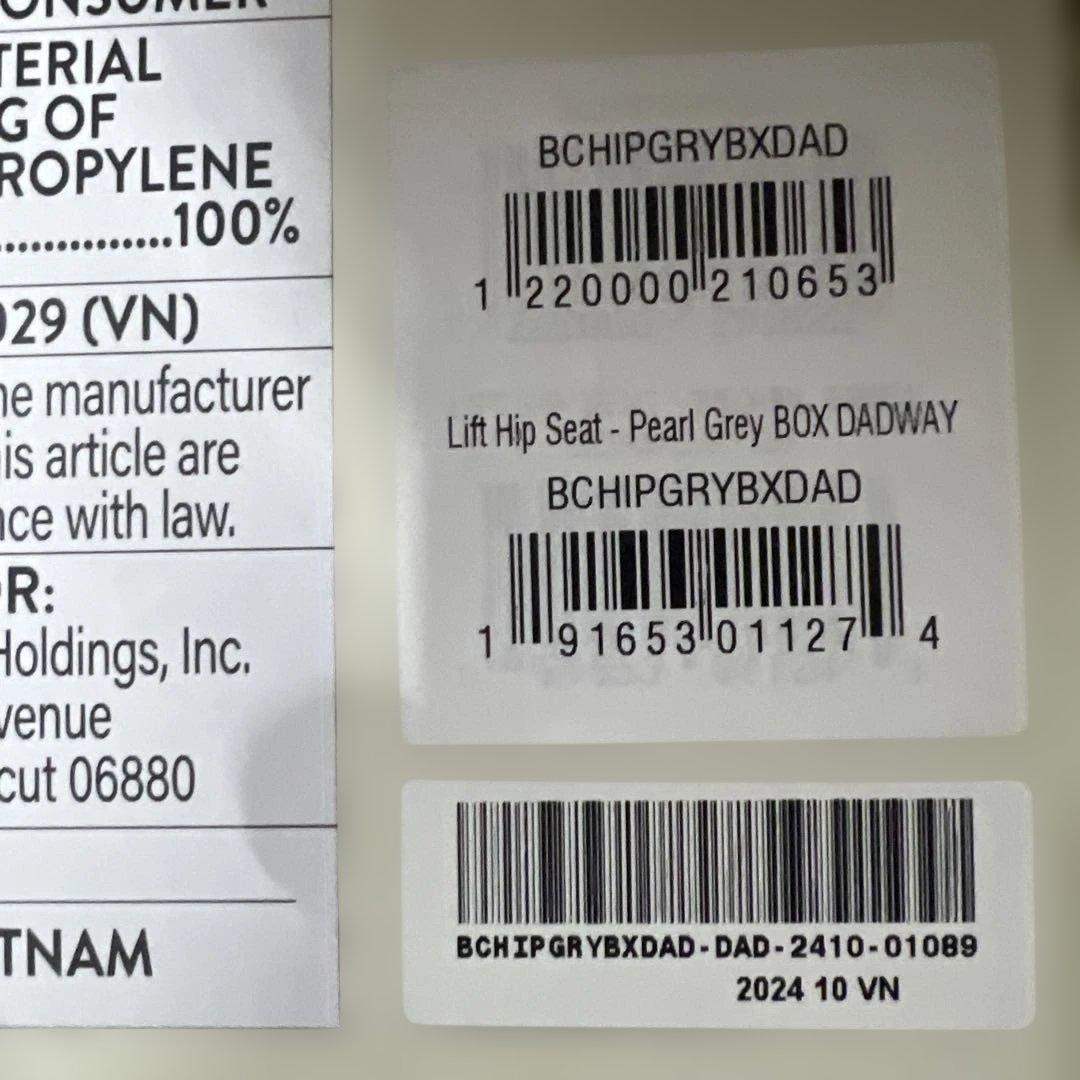 TERIAL
G OF
ROPYLENE
..............100%
029 (VN)
he manufacturer
his article are
nce with law.
OR:
Holdings, Inc.
venue
cut 06880
TNAM
BCHIPGRYBXDAD
1 220000 210653
Lift Hip Seat - Pearl Grey BOX DADWAY
BCHIPGRYBXDAD
1 91653 01127 4
BCHIPGRYBXDAD-DAD-2410-01089
2024 10 VN